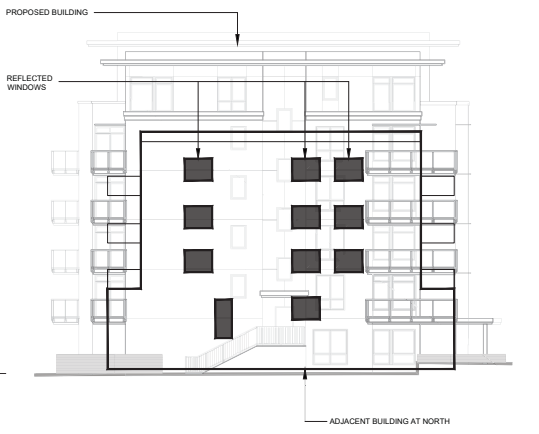 PROPOSED BUILDING
REFLECTED
WINDOWS
ADJACENT BUILDING AT NORTH